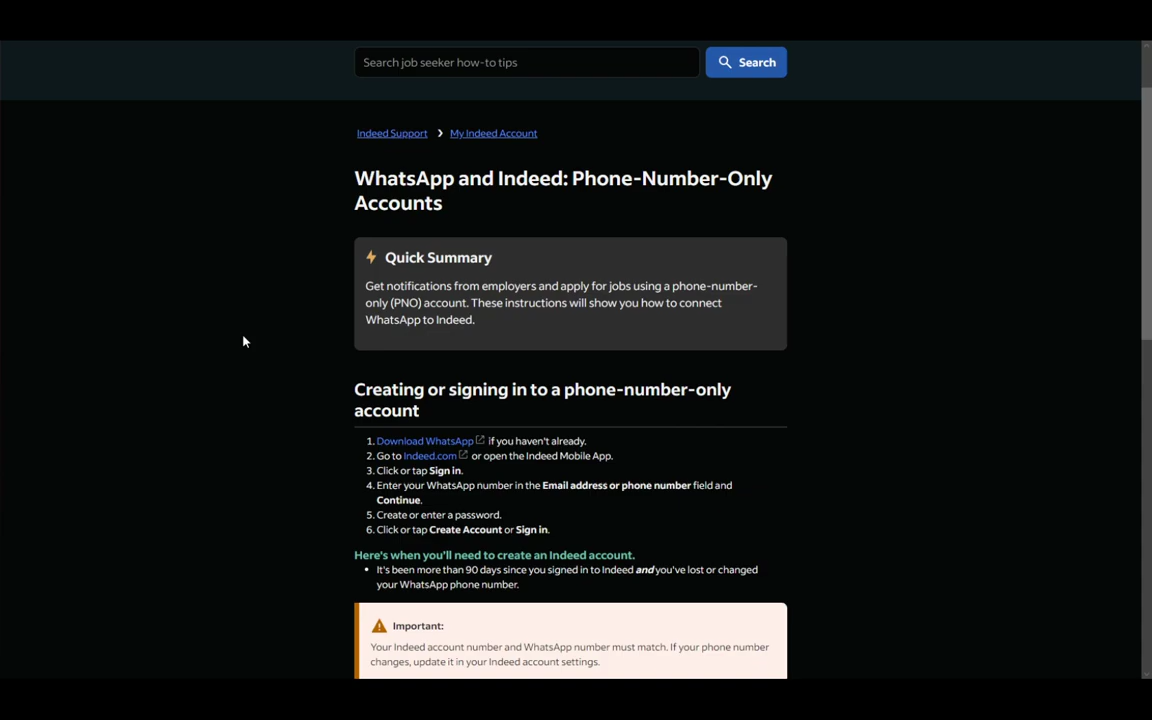 Search job seeker how-to tips
Search
Indeed Support > My Indeed Account
WhatsApp and Indeed: Phone-Number-Only
Accounts
Quick Summary
Get notifications from employers and apply for jobs using a phone-number-
only (PNO) account. These instructions will show you how to connect
WhatsApp to Indeed.
Creating or signing in to a phone-number-only
account
1. Download WhatsApp if you haven't already.
2. Go to Indeed.com or open the Indeed Mobile App.
3. Click or tap Sign in.
4. Enter your WhatsApp number in the Email address or phone number field and
Continue.
5. Create or enter a password.
6. Click or tap Create Account or Sign in.
Here's when you'll need to create an Indeed account.
• It's been more than 90 days since you signed in to Indeed and you've lost or changed
your WhatsApp phone number.
Important:
Your Indeed account number and WhatsApp number must match. If your phone number
changes, update it in your Indeed account settings.